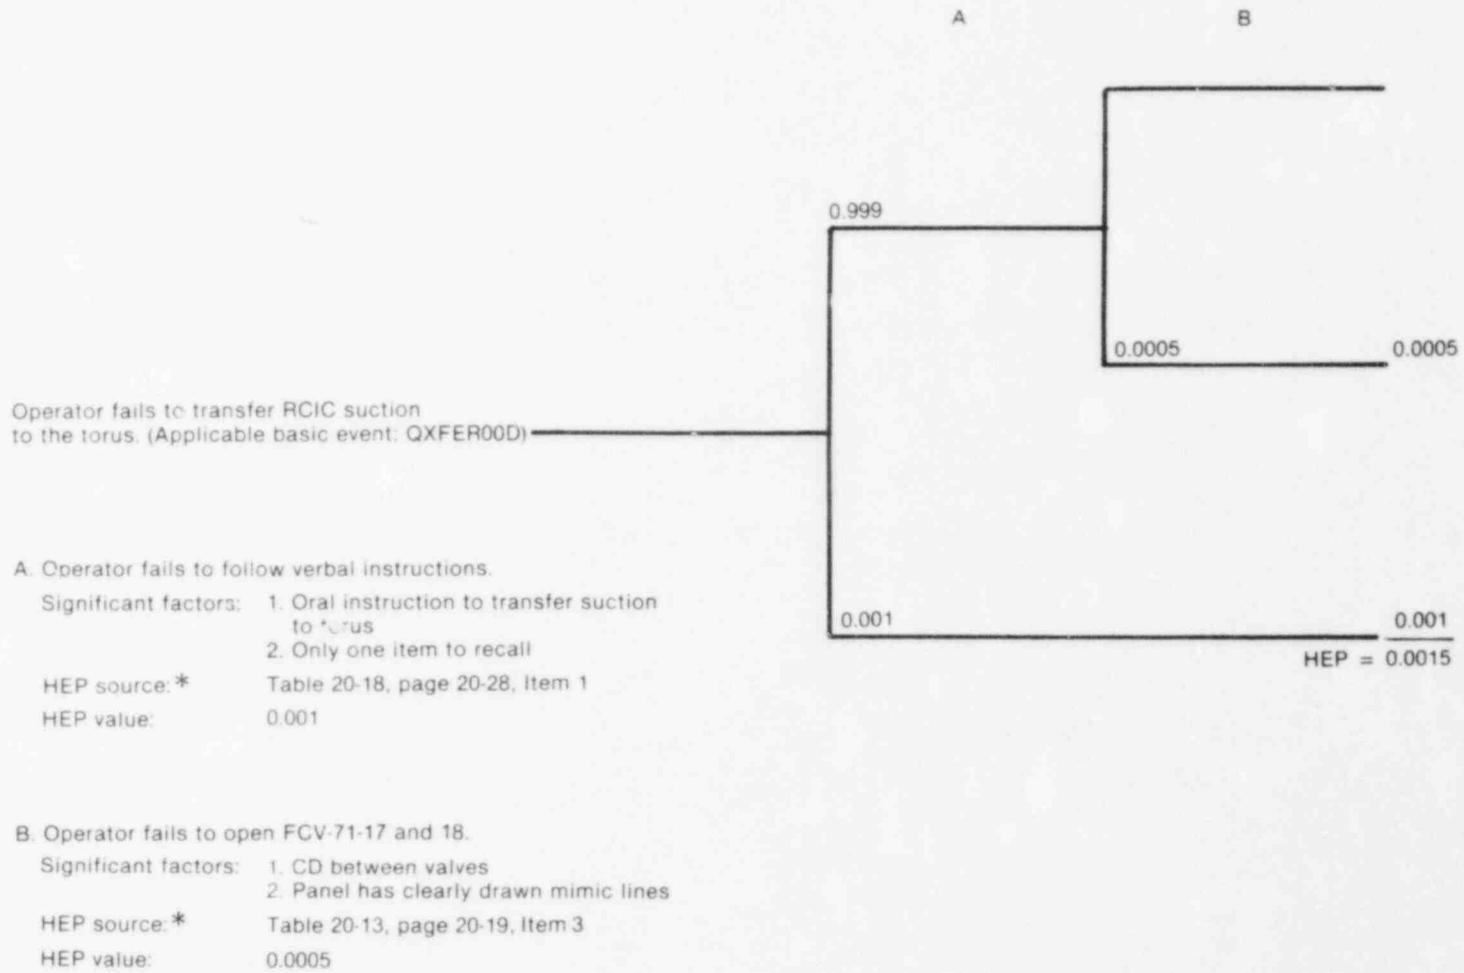 A B
0.999
0.0005 0.0005
Operator fails to transfer RCIC suction
to the torus. (Applicable basic event: QXFER00D)
0.001 0.001
HEP = 0.0015
A. Operator fails to follow verbal instructions.
Significant factors: 1. Oral instruction to transfer suction
to torus
2. Only one item to recall
HEP source:* Table 20-18, page 20-28, Item 1
HEP value: 0.001
B. Operator fails to open FCV-71-17 and 18.
Significant factors: 1. CD between valves
2. Panel has clearly drawn mimic lines
HEP source:* Table 20-13, page 20-19, Item 3
HEP value: 0.0005